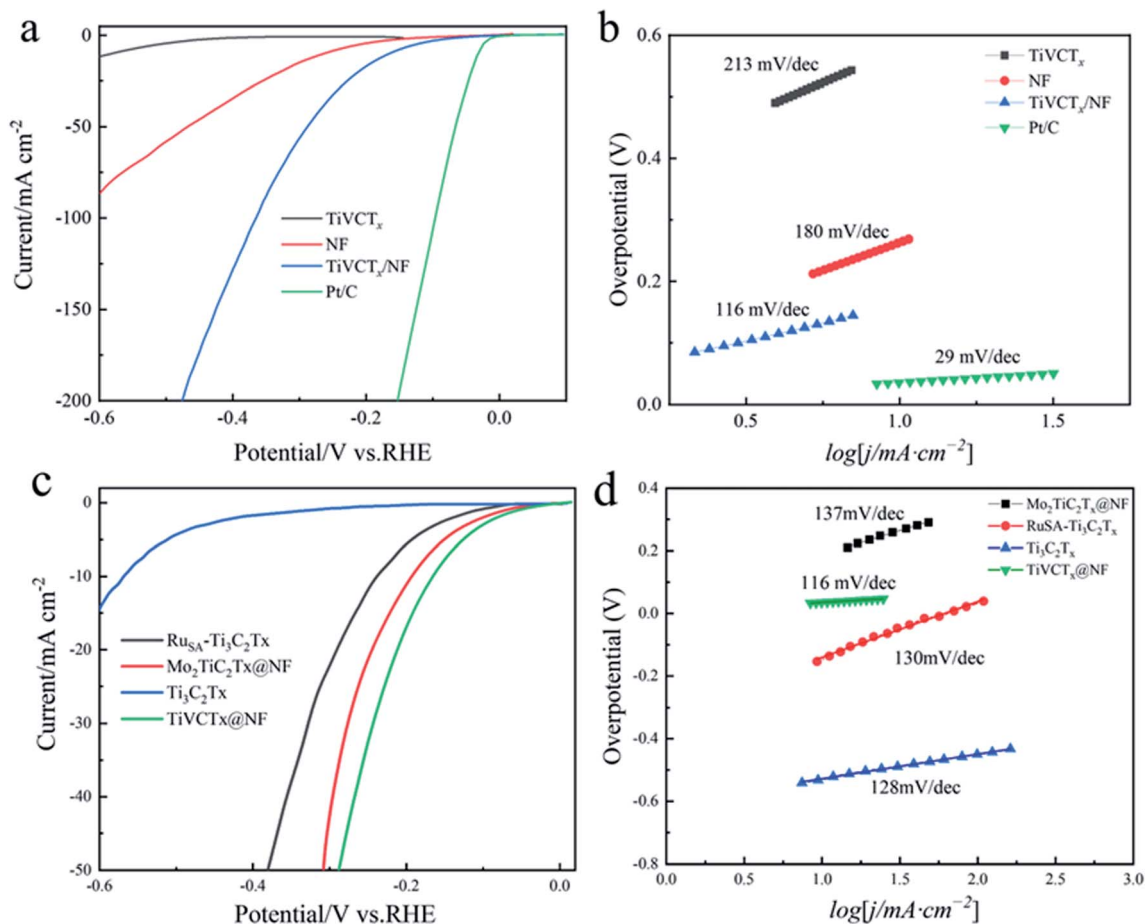 a
0
-50
-100
-150
-200
Current/mA cm⁻²
TiVCTₓ
NF
TiVCTₓ/NF
Pt/C
-0.6
-0.4
-0.2
0.0
Potential/V vs.RHE
b
0.6
0.4
0.2
0.0
Overpotential (V)
213 mV/dec
180 mV/dec
116 mV/dec
29 mV/dec
TiVCTₓ
NF
TiVCTₓ/NF
Pt/C
0.5
1.0
1.5
log[j/mA·cm⁻²]
c
0
-10
-20
-30
-40
-50
Current/mA cm⁻²
Ru_SA-Ti₃C₂Tx
Mo₂TiC₂Tx@NF
Ti₃C₂Tx
TiVCTx@NF
-0.6
-0.4
-0.2
0.0
Potential/V vs.RHE
d
0.4
0.2
0.0
-0.2
-0.4
-0.6
-0.8
Overpotential (V)
137mV/dec
116 mV/dec
130mV/dec
128mV/dec
Mo₂TiC₂Tₓ@NF
RuSA-Ti₃C₂Tₓ
Ti₃C₂Tₓ
TiVCTₓ@NF
0.0
0.5
1.0
1.5
2.0
2.5
3.0
log[j/mA·cm⁻²]